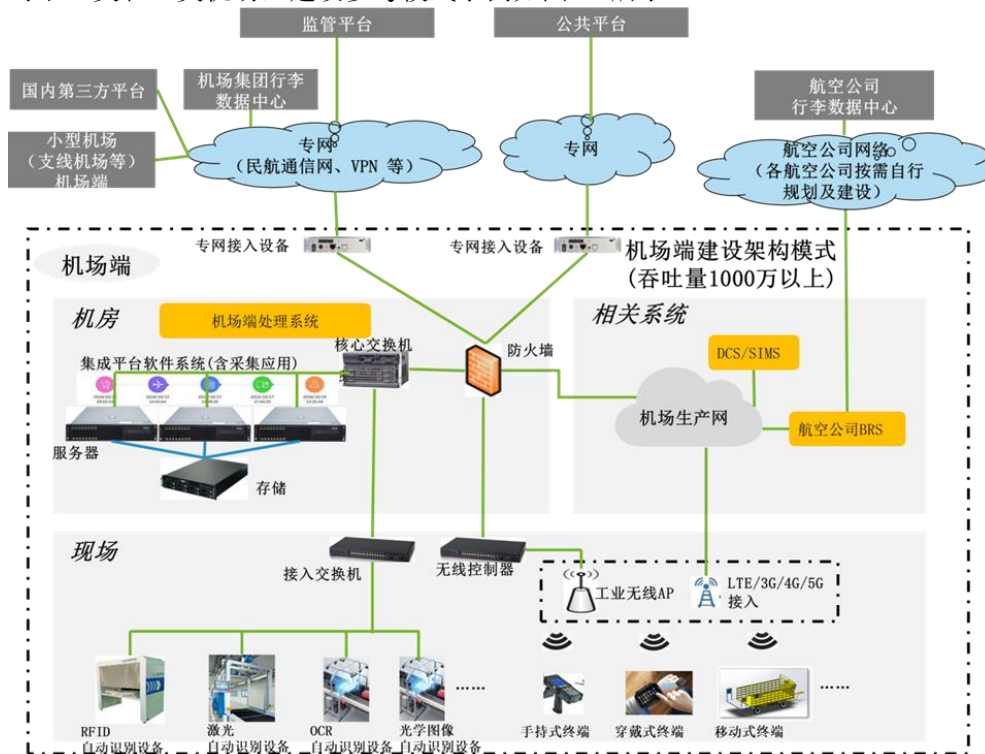 监管平台
公共平台
国内第三方平台
机场集团行李
数据中心
航空公司
行李数据中心
小型机场
(支线机场等)
机场端
专网
(民航通信网、VPN 等)
专网
航空公司网络
(各航空公司按需自行
规划及建设)
专网接入设备
专网接入设备
机场端
机场端建设架构模式
(吞吐量1000万以上)
机房
机场端处理系统
相关系统
核心交换机
防火墙
集成平台软件系统(含采集应用)
DCS/SIMS
机场生产网
航空公司BRS
服务器
存储
现场
接入交换机
无线控制器
工业无线AP
LTE/3G/4G/5G
接入
RFID
自动识别设备
激光
自动识别设备
OCR
自动识别设备
光学图像
自动识别设备
……
手持式终端
穿戴式终端
移动式终端
……